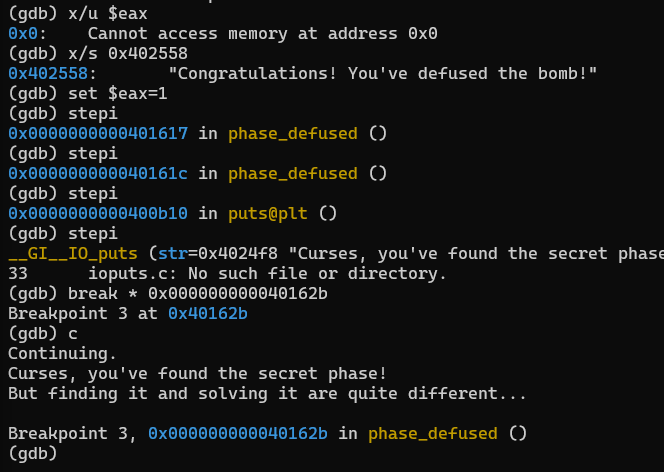 (gdb) x/u $eax
0x0:    Cannot access memory at address 0x0
(gdb) x/s 0x402558
0x402558:       "Congratulations! You've defused the bomb!"
(gdb) set $eax=1
(gdb) stepi
0x0000000000401617 in phase_defused ()
(gdb) stepi
0x000000000040161c in phase_defused ()
(gdb) stepi
0x0000000000400b10 in puts@plt ()
(gdb) stepi
__GI__IO_puts (str=0x4024f8 "Curses, you've found the secret phase
33      ioputs.c: No such file or directory.
(gdb) break * 0x000000000040162b
Breakpoint 3 at 0x40162b
(gdb) c
Continuing.
Curses, you've found the secret phase!
But finding it and solving it are quite different...
Breakpoint 3, 0x000000000040162b in phase_defused ()
(gdb)